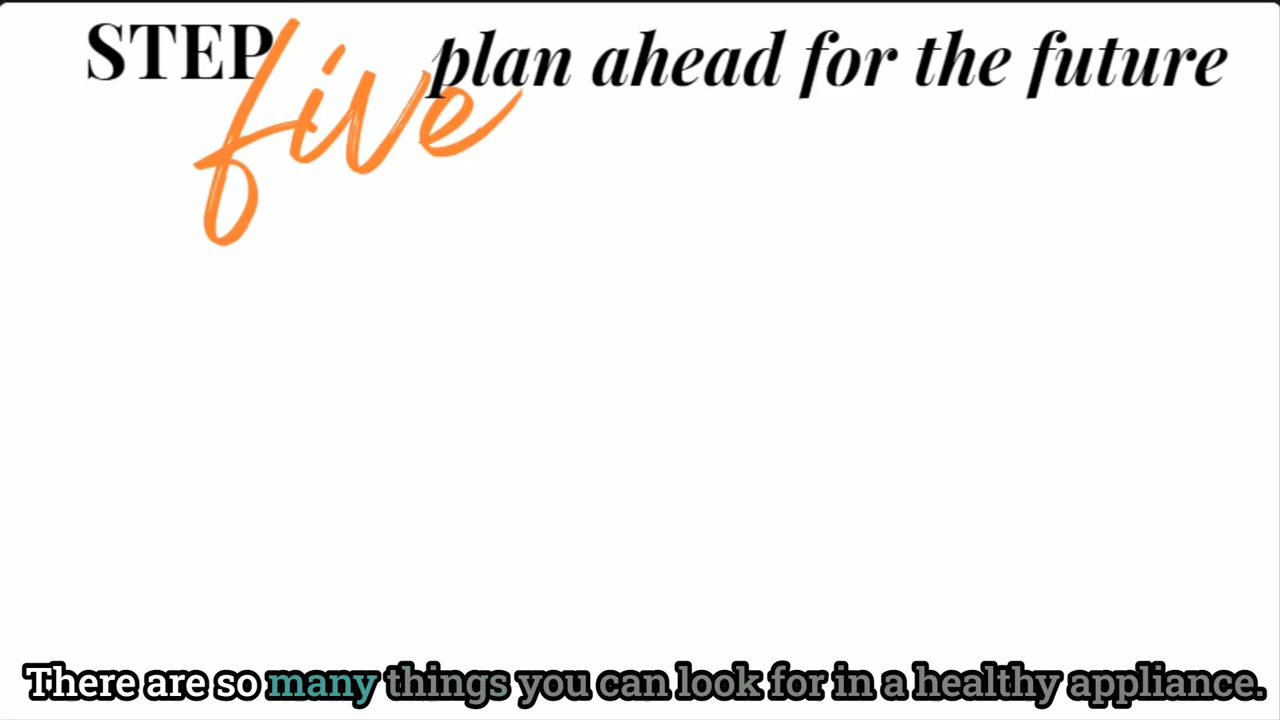 STEP five plan ahead for the future
There are so many things you can look for in a healthy appliance.